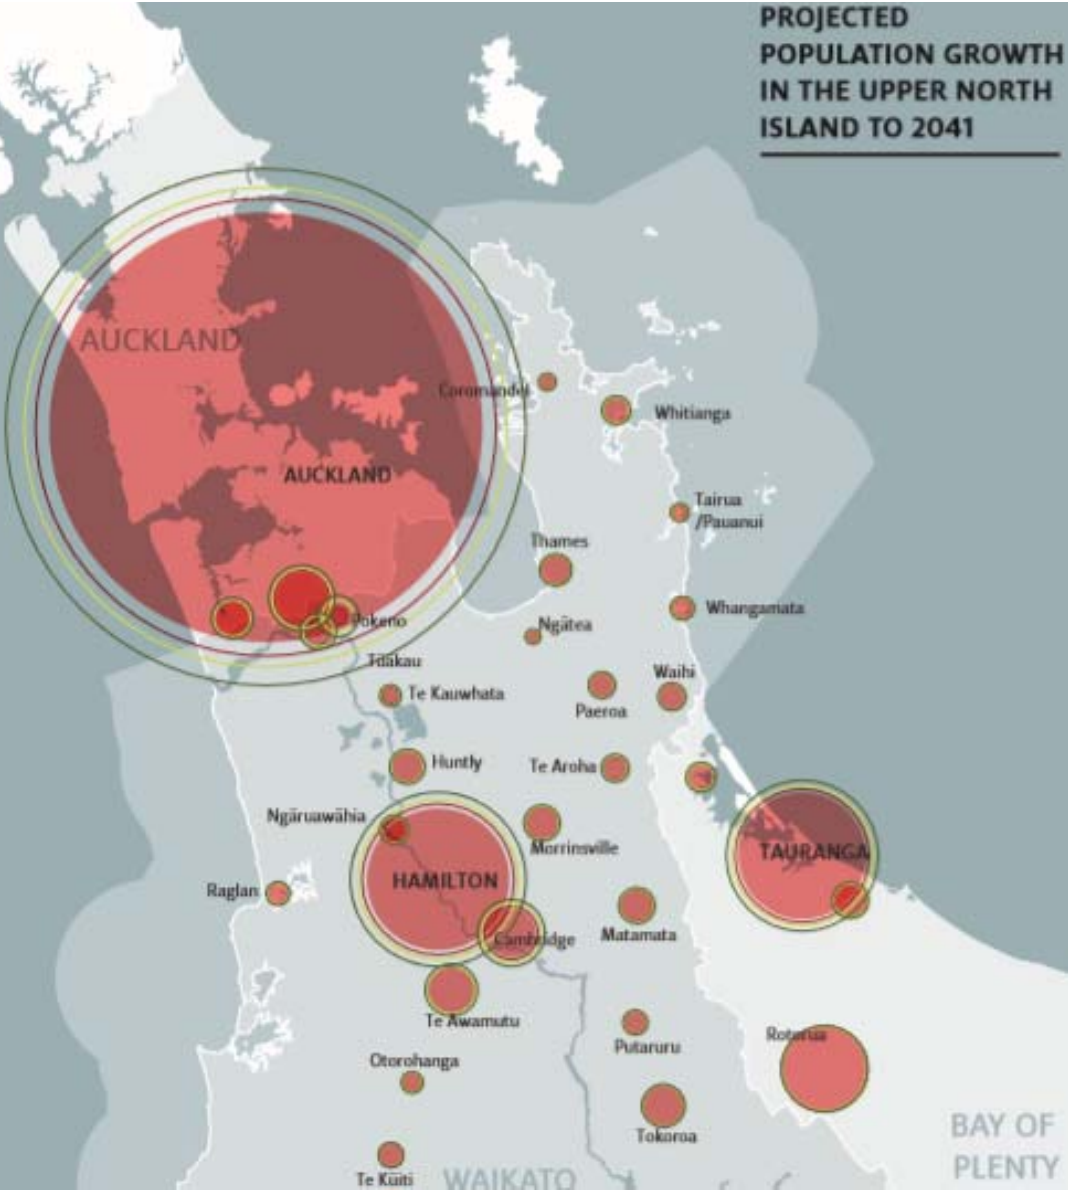 PROJECTED
POPULATION GROWTH
IN THE UPPER NORTH
ISLAND TO 2041
AUCKLAND
Coromandel
Whitianga
AUCKLAND
Tairua
/Pauanui
Thames
Whangamata
Pokeno
Ngātea
Tūakau
Waihi
Te Kauwhata
Paeroa
Huntly
Te Aroha
Ngāruawāhia
Morrinsville
TAURANGA
HAMILTON
Raglan
Cambridge
Matamata
Te Awamutu
Rotorua
Putaruru
Otorohanga
BAY OF
PLENTY
Tokoroa
Te Kūiti
WAIKATO